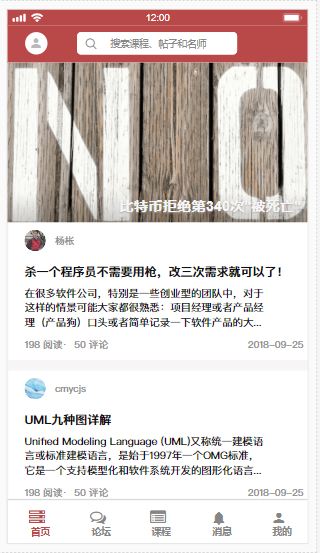 12:00
搜索课程、帖子和名师
NO
比特币拒绝第340次"被死亡"
杨枨
杀一个程序员不需要用枪，改三次需求就可以了！
在很多软件公司，特别是一些创业型的团队中，对于
这样的情景可能大家都很熟悉：项目经理或者产品经
理（产品狗）口头或者简单记录一下软件产品的大...
198 阅读· 50 评论 2018-09-25
cmycjs
UML九种图详解
Unified Modeling Language (UML)又称统一建模语
言或标准建模语言，是始于1997年一个OMG标准，
它是一个支持模型化和软件系统开发的图形化语言...
198 阅读· 50 评论 2018-09-25
首页 论坛 课程 消息 我的